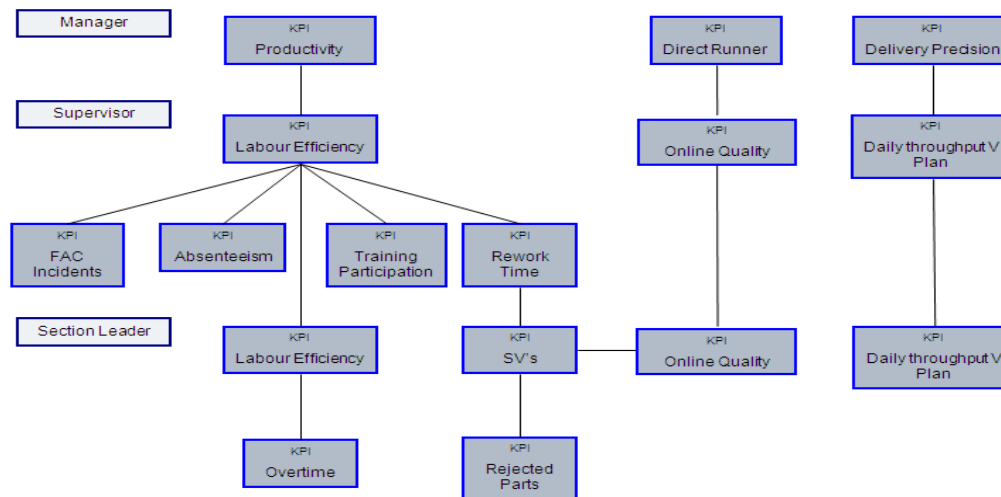 Manager
KPI
Productivity
KPI
Direct Runner
KPI
Delivery Precision
Supervisor
KPI
Labour Efficiency
KPI
Online Quality
KPI
Daily throughput V
Plan
KPI
FAC
Incidents
KPI
Absenteeism
KPI
Training
Participation
KPI
Rework
Time
Section Leader
KPI
Labour Efficiency
KPI
SV's
KPI
Online Quality
KPI
Daily throughput V
Plan
KPI
Overtime
KPI
Rejected
Parts